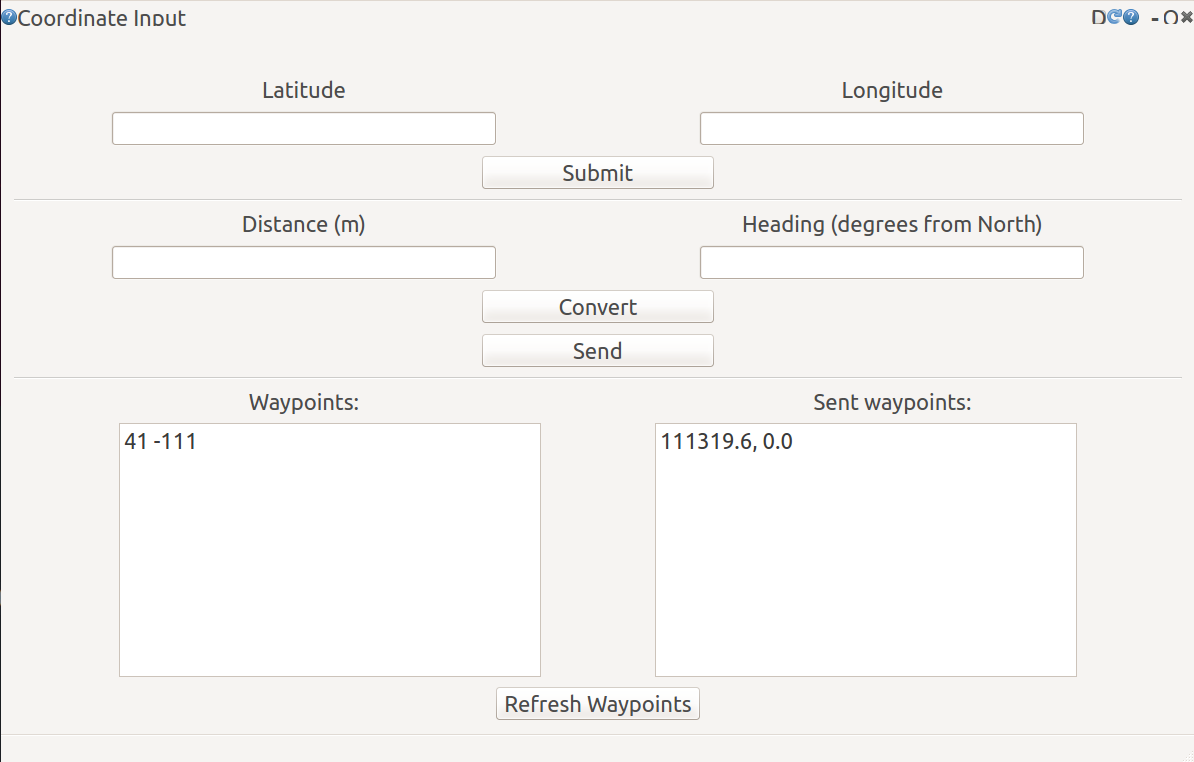 Coordinate Input D - O
Latitude Longitude
Submit
Distance (m) Heading (degrees from North)
Convert
Send
Waypoints: Sent waypoints:
41 -111 111319.6, 0.0
Refresh Waypoints